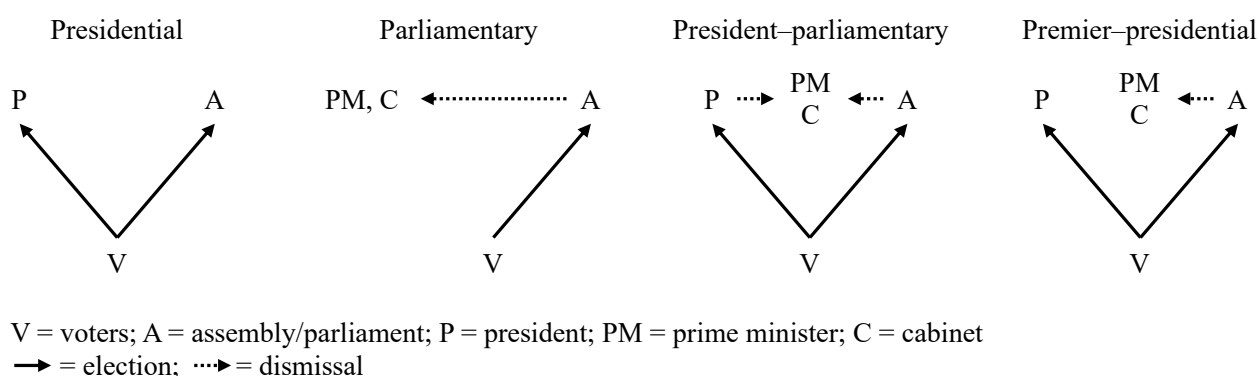 Presidential Parliamentary President–parliamentary Premier–presidential
P A PM, C A P PM C A P PM C A
V V V V
V = voters; A = assembly/parliament; P = president; PM = prime minister; C = cabinet
= election; = dismissal